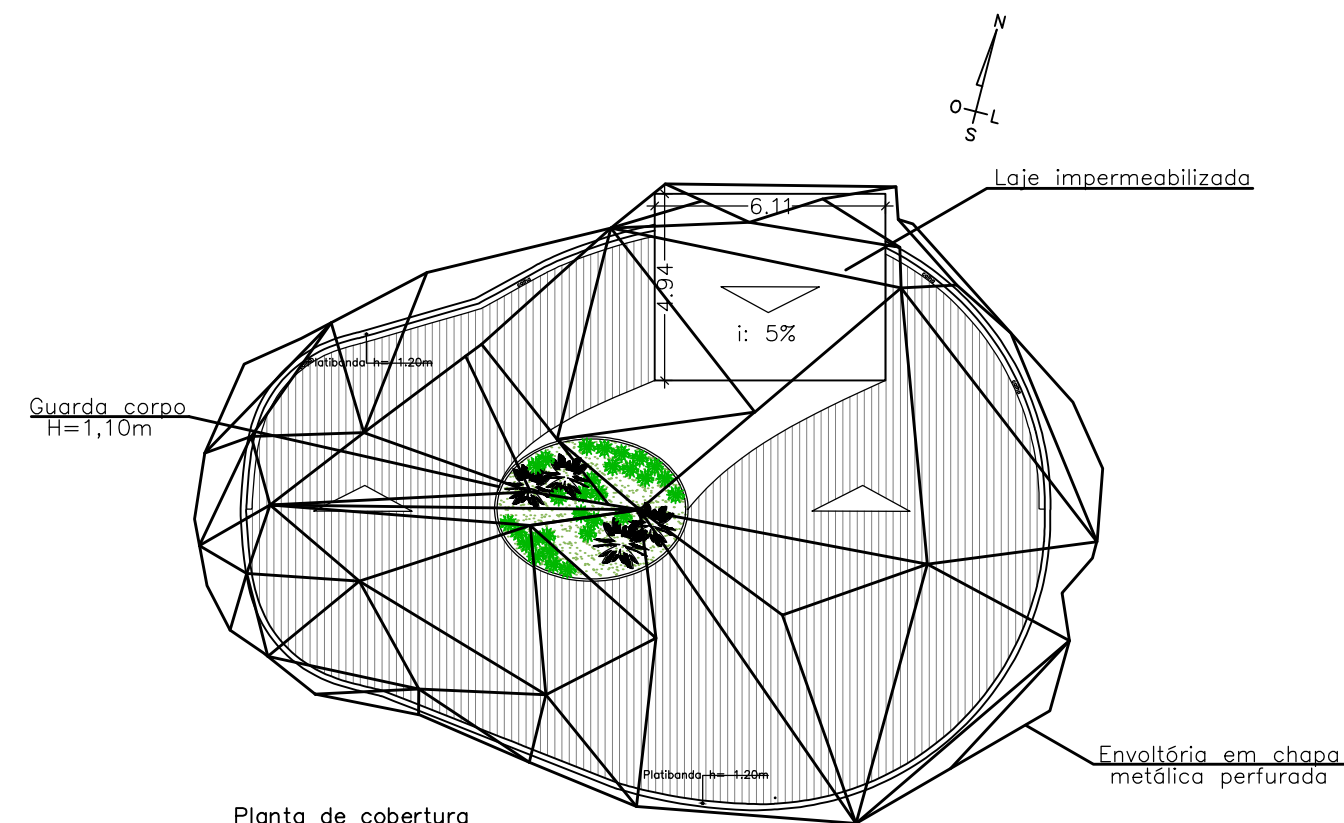 N
O
L
S
Laje impermeabilizada
6.11
4.94
i: 5%
Platibanda h= 1.20m
Guarda corpo
H=1,10m
Platibanda h= 1.20m
Envoltória em chapa
metálica perfurada
Planta de cobertura